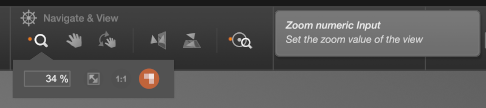 Navigate & View
Zoom numeric Input
Set the zoom value of the view
34 %
1:1